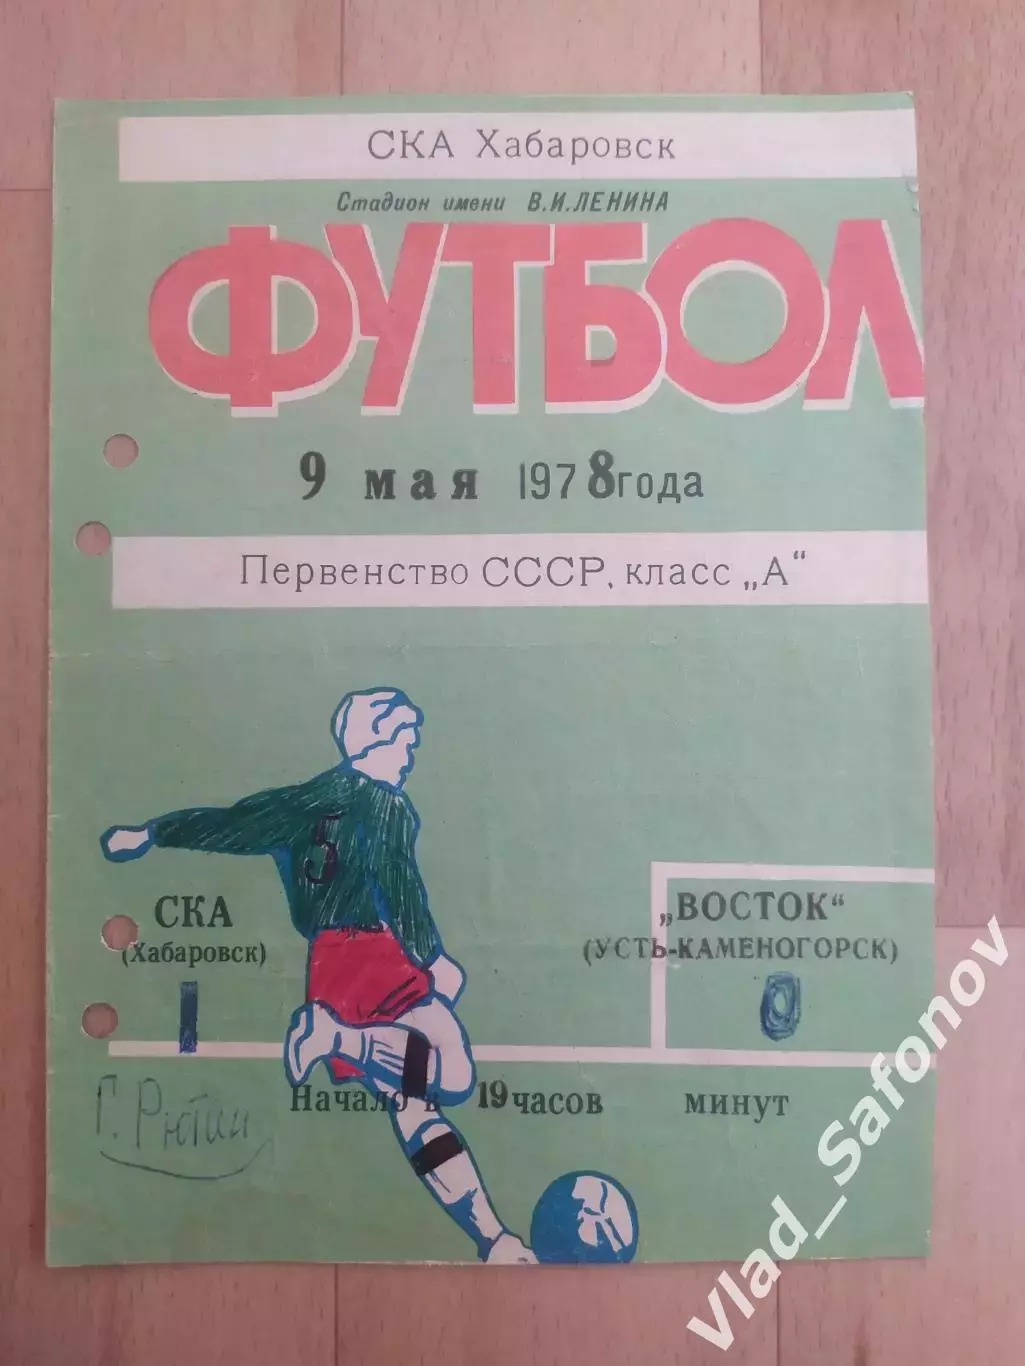 СКА Хабаровск
Стадион имени В.И.ЛЕНИНА
ФУТБОЛ
9 мая 1978 года
Первенство СССР, класс „А“
5
СКА „ВОСТОК“
(Хабаровск) (УСТЬ-КАМЕНОГОРСК)
1 0
Начало в 19 часов минут
Г. Рютин
Vlad_Safonov